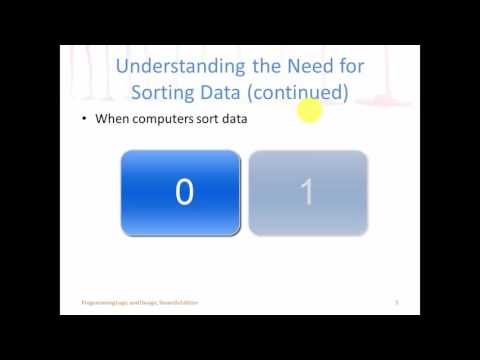 Understanding the Need for
Sorting Data (continued)
• When computers sort data
0 1
Programming Logic and Design, Seventh Edition 5